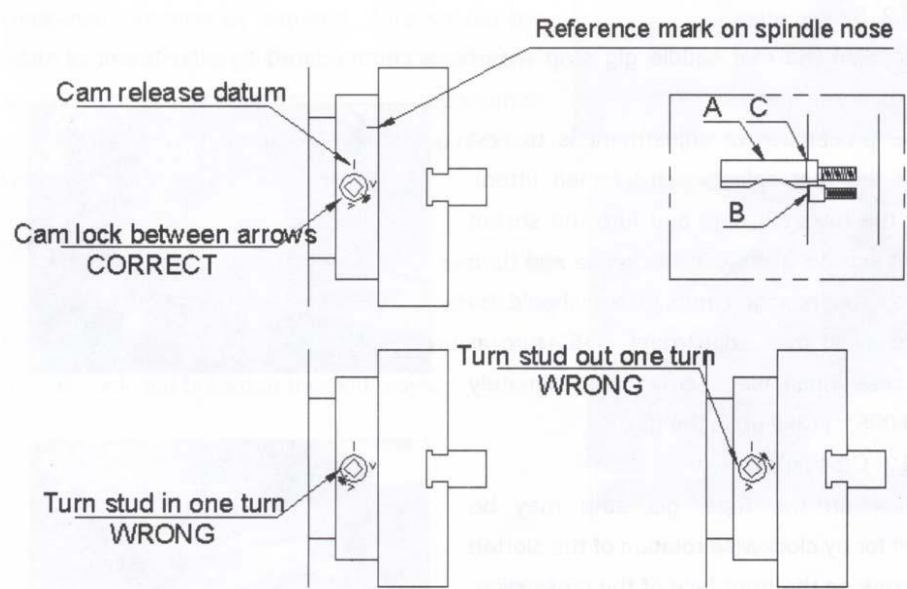 Reference mark on spindle nose
Cam release datum
A C
B
Cam lock between arrows
CORRECT
Turn stud out one turn
WRONG
Turn stud in one turn
WRONG